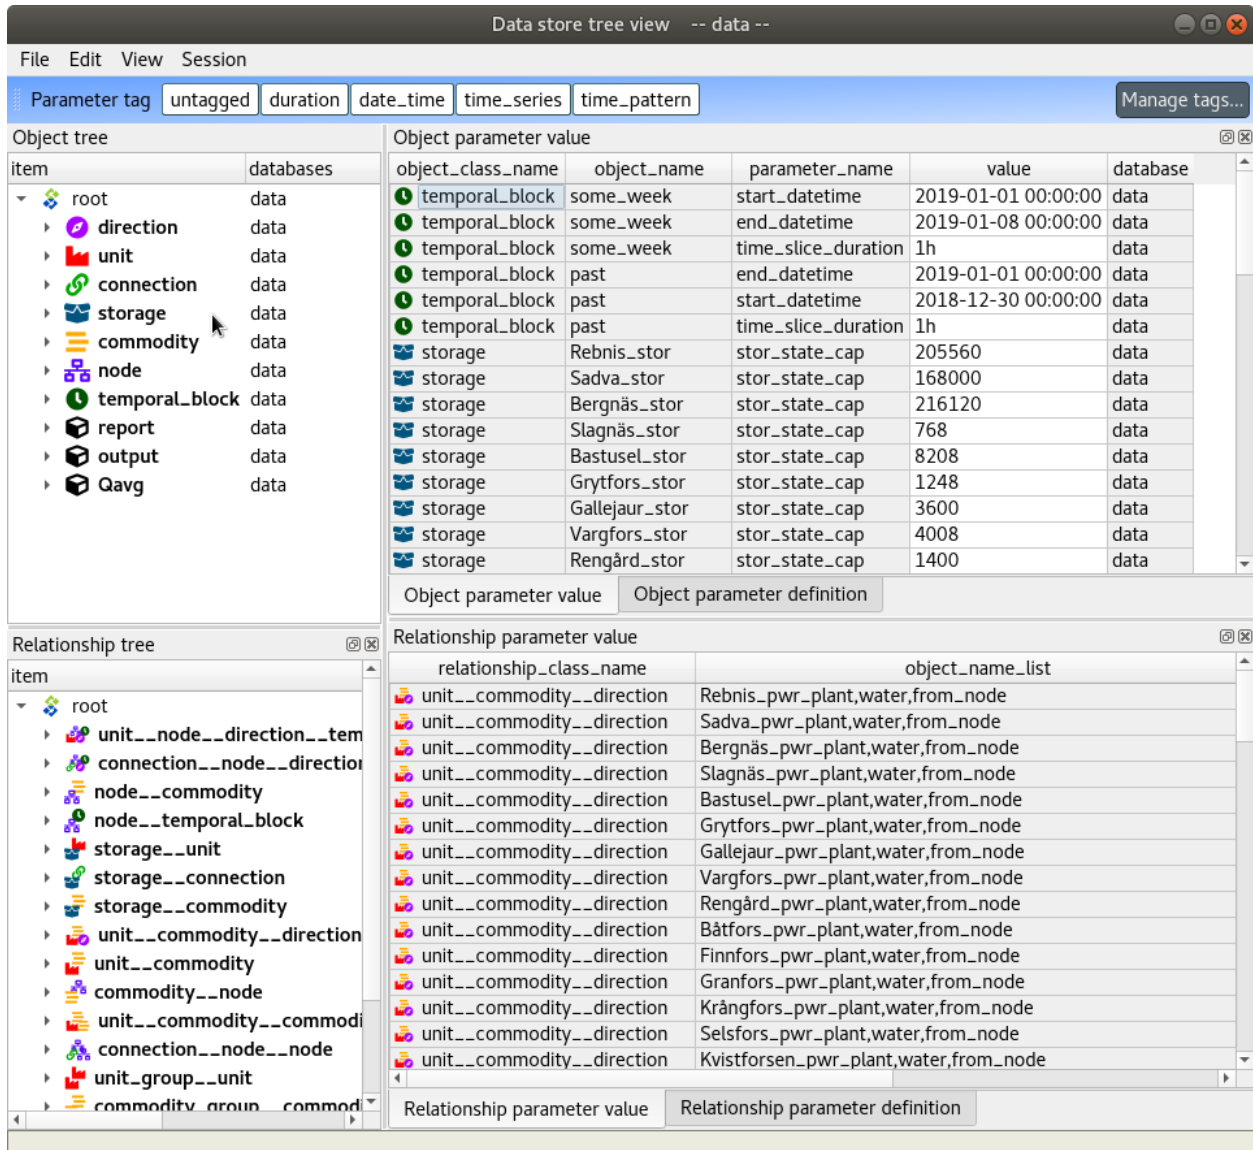 Data store tree view -- data --
File Edit View Session
Parameter tag untagged duration date_time time_series time_pattern Manage tags...
Object tree
item databases
root data
direction data
unit data
connection data
storage data
commodity data
node data
temporal_block data
report data
output data
Qavg data
Object parameter value
object_class_name object_name parameter_name value database
temporal_block some_week start_datetime 2019-01-01 00:00:00 data
temporal_block some_week end_datetime 2019-01-08 00:00:00 data
temporal_block some_week time_slice_duration 1h data
temporal_block past end_datetime 2019-01-01 00:00:00 data
temporal_block past start_datetime 2018-12-30 00:00:00 data
temporal_block past time_slice_duration 1h data
storage Rebnis_stor stor_state_cap 205560 data
storage Sadva_stor stor_state_cap 168000 data
storage Bergnäs_stor stor_state_cap 216120 data
storage Slagnäs_stor stor_state_cap 768 data
storage Bastusel_stor stor_state_cap 8208 data
storage Grytfors_stor stor_state_cap 1248 data
storage Gallejaur_stor stor_state_cap 3600 data
storage Vargfors_stor stor_state_cap 4008 data
storage Rengård_stor stor_state_cap 1400 data
Object parameter value Object parameter definition
Relationship tree
item
root
unit__node__direction__tem
connection__node__direction
node__commodity
node__temporal_block
storage__unit
storage__connection
storage__commodity
unit__commodity__direction
unit__commodity
commodity__node
unit__commodity__commodi
connection__node__node
unit_group__unit
commodity_group__commodi
Relationship parameter value
relationship_class_name object_name_list
unit__commodity__direction Rebnis_pwr_plant,water,from_node
unit__commodity__direction Sadva_pwr_plant,water,from_node
unit__commodity__direction Bergnäs_pwr_plant,water,from_node
unit__commodity__direction Slagnäs_pwr_plant,water,from_node
unit__commodity__direction Bastusel_pwr_plant,water,from_node
unit__commodity__direction Grytfors_pwr_plant,water,from_node
unit__commodity__direction Gallejaur_pwr_plant,water,from_node
unit__commodity__direction Vargfors_pwr_plant,water,from_node
unit__commodity__direction Rengård_pwr_plant,water,from_node
unit__commodity__direction Båtfors_pwr_plant,water,from_node
unit__commodity__direction Finnfors_pwr_plant,water,from_node
unit__commodity__direction Granfors_pwr_plant,water,from_node
unit__commodity__direction Krångfors_pwr_plant,water,from_node
unit__commodity__direction Selsfors_pwr_plant,water,from_node
unit__commodity__direction Kvistforsen_pwr_plant,water,from_node
Relationship parameter value Relationship parameter definition